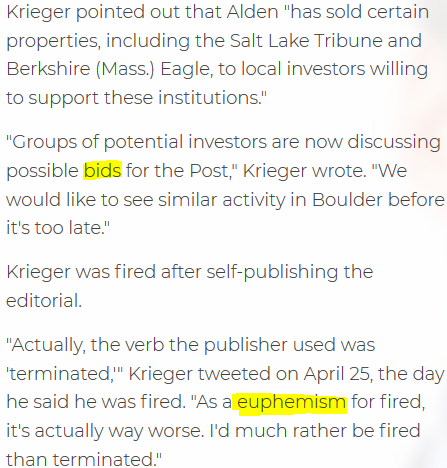 Krieger pointed out that Alden "has sold certain
properties, including the Salt Lake Tribune and
Berkshire (Mass.) Eagle, to local investors willing
to support these institutions."
"Groups of potential investors are now discussing
possible bids for the Post," Krieger wrote. "We
would like to see similar activity in Boulder before
it's too late."
Krieger was fired after self-publishing the
editorial.
"Actually, the verb the publisher used was
'terminated,'" Krieger tweeted on April 25, the day
he said he was fired. "As a euphemism for fired,
it's actually way worse. I'd much rather be fired
than terminated."